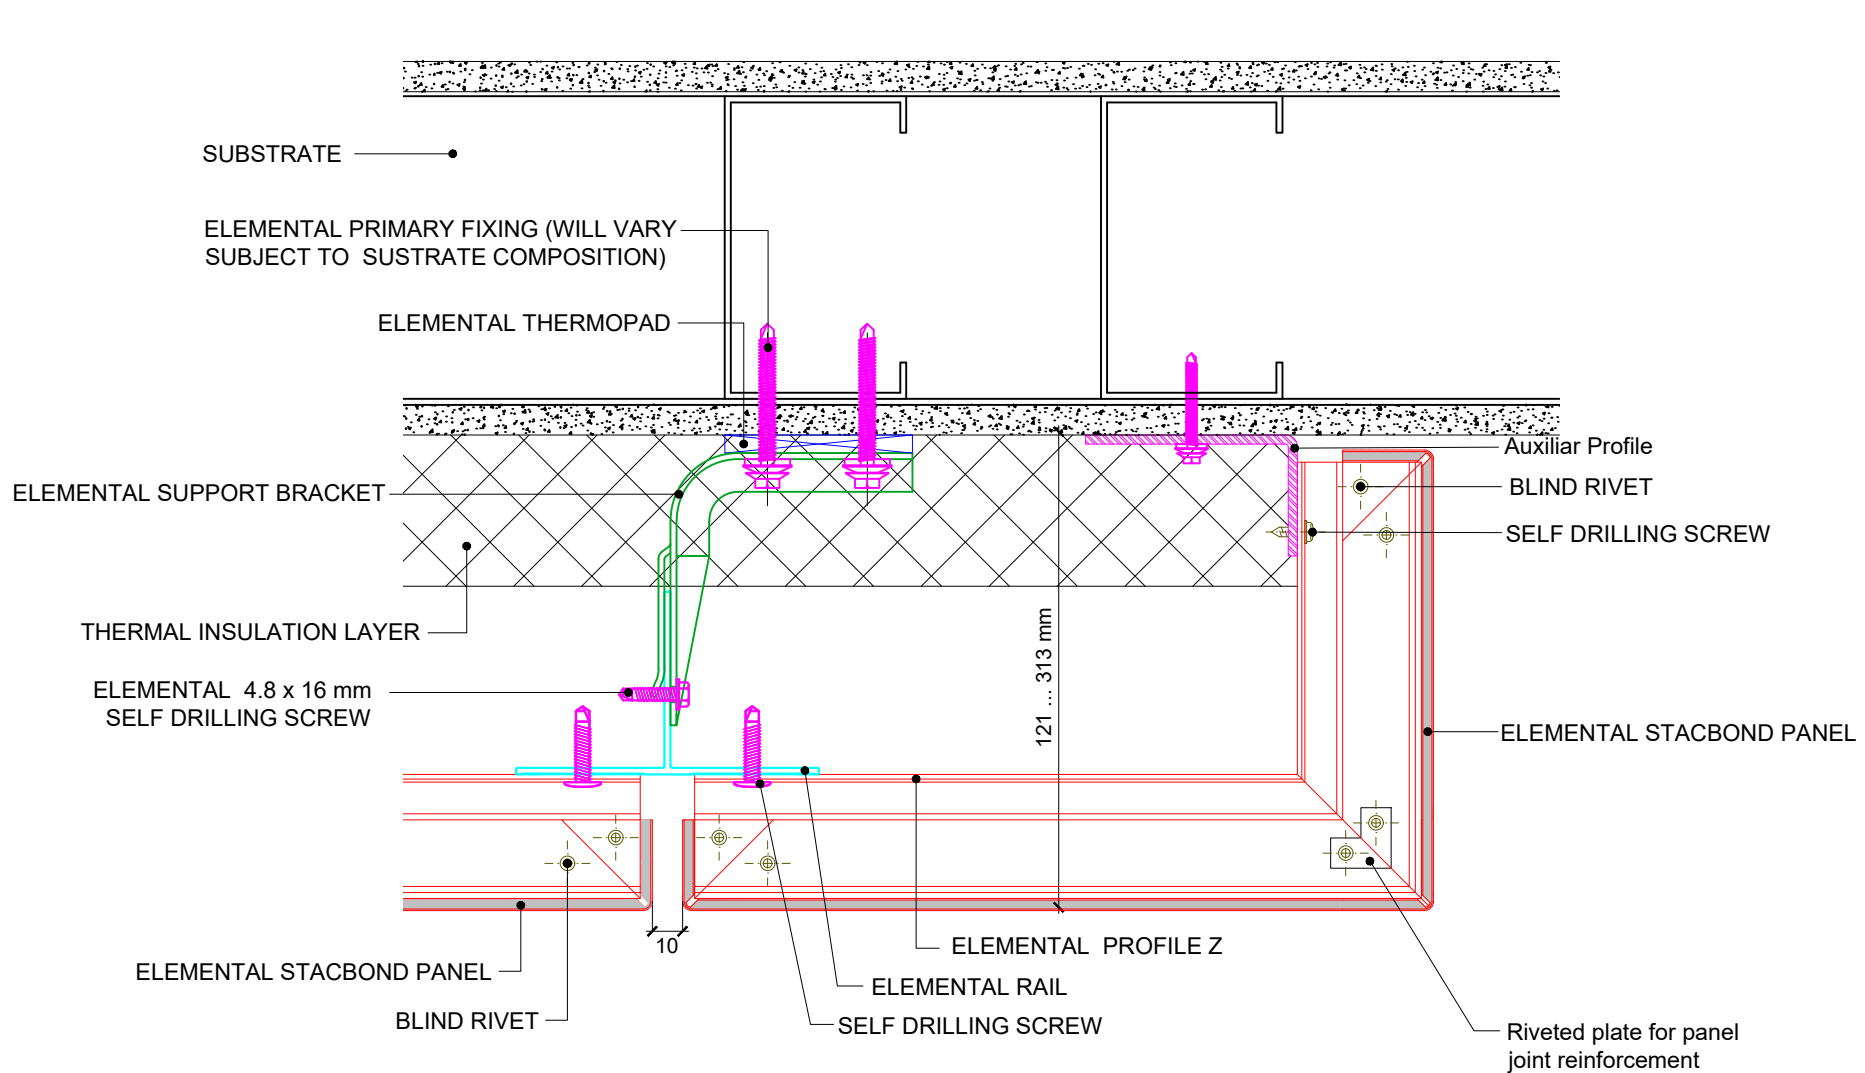 SUBSTRATE
ELEMENTAL PRIMARY FIXING (WILL VARY
SUBJECT TO SUSTRATE COMPOSITION)
ELEMENTAL THERMOPAD
Auxiliar Profile
BLIND RIVET
ELEMENTAL SUPPORT BRACKET
SELF DRILLING SCREW
THERMAL INSULATION LAYER
121 ... 313 mm
ELEMENTAL 4.8 x 16 mm
SELF DRILLING SCREW
ELEMENTAL STACBOND PANEL
10
ELEMENTAL PROFILE Z
ELEMENTAL STACBOND PANEL
ELEMENTAL RAIL
BLIND RIVET
SELF DRILLING SCREW
Riveted plate for panel
joint reinforcement